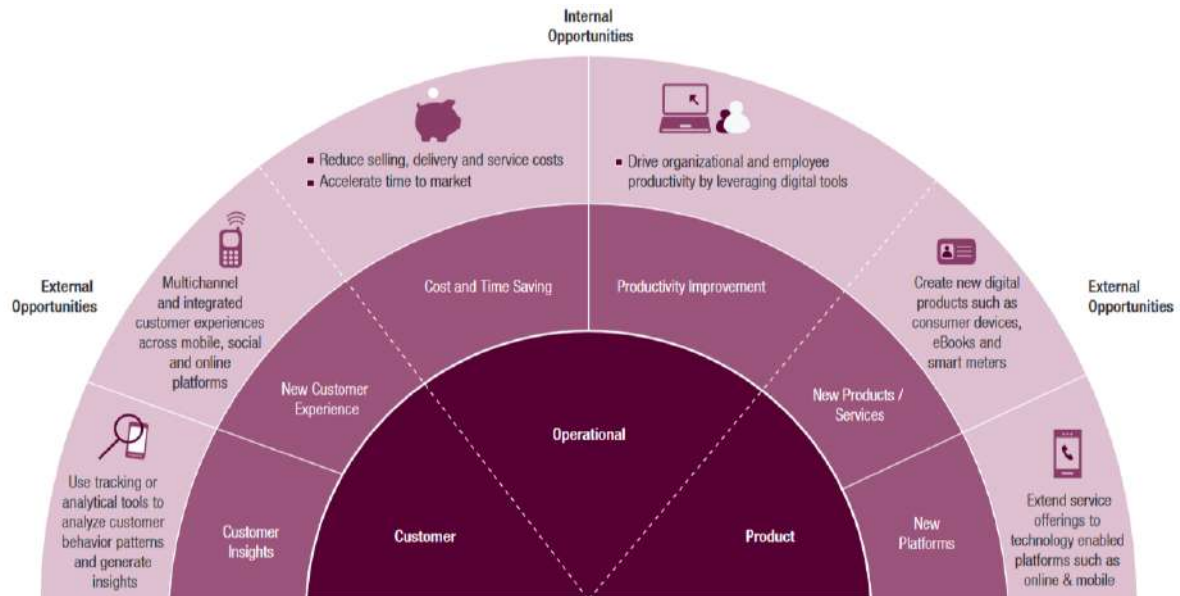 Internal
Opportunities
▪ Reduce selling, delivery and service costs
▪ Accelerate time to market
▪ Drive organizational and employee
productivity by leveraging digital tools
External
Opportunities
Multichannel
and integrated
customer experiences
across mobile, social
and online
platforms
Cost and Time Saving
Productivity Improvement
Create new digital
products such as
consumer devices,
eBooks and
smart meters
External
Opportunities
New Customer
Experience
New Products /
Services
Operational
Use tracking or
analytical tools to
analyze customer
behavior patterns
and generate
insights
Customer
Insights
Customer
Product
New
Platforms
Extend service
offerings to
technology enabled
platforms such as
online & mobile